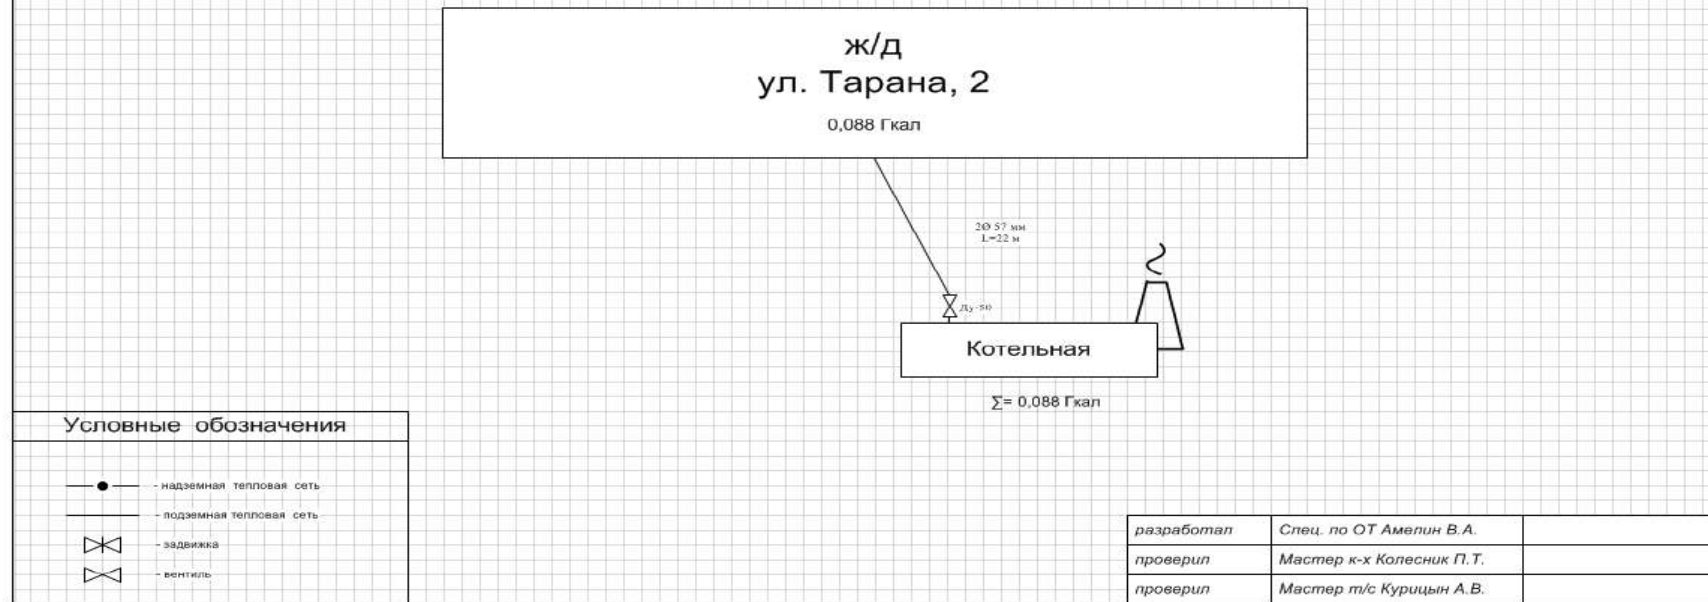 ж/д
ул. Тарана, 2
0,088 Гкал
2Ø 57 мм
L=22 м
Ду-50
Котельная
∑= 0,088 Гкал
Условные обозначения
- надземная тепловая сеть
- подземная тепловая сеть
- задвижка
- вентиль
разработал Спец. по ОТ Амелин В.А.
проверил Мастер к-х Колесник П.Т.
проверил Мастер т/с Курицын А.В.